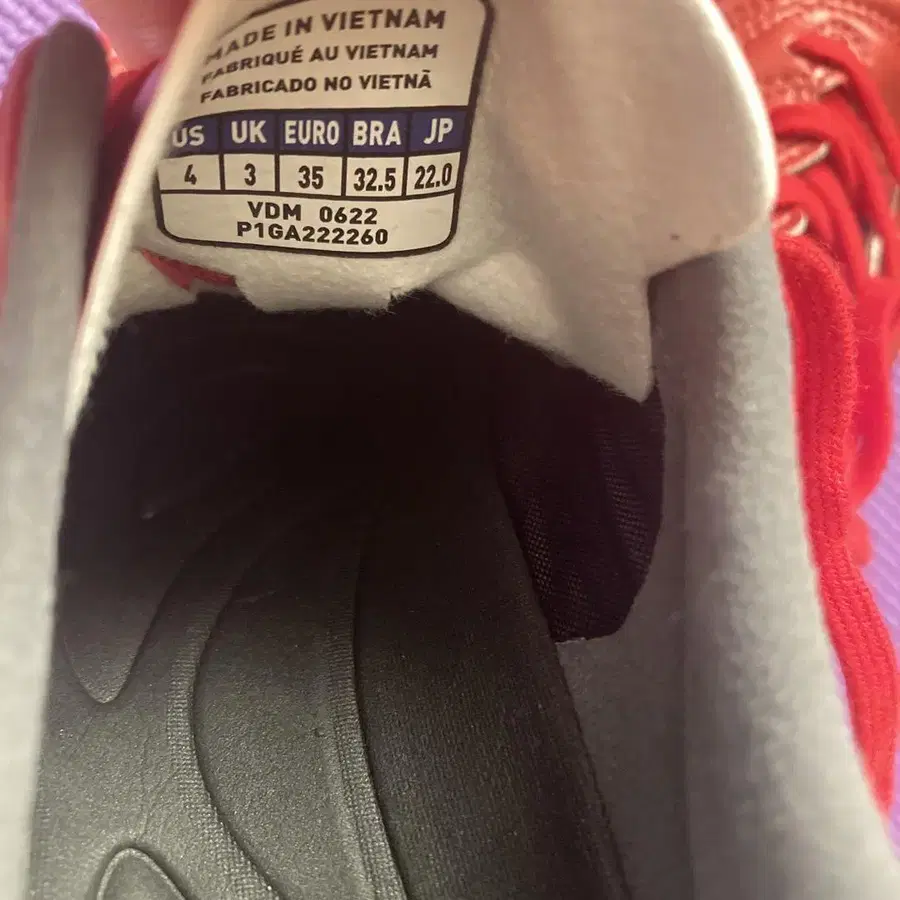 MADE IN VIETNAM
FABRIQUÉ AU VIETNAM
FABRICADO NO VIETNÃ
US UK EURO BRA JP
4 3 35 32.5 22.0
VDM 0622
P1GA222260